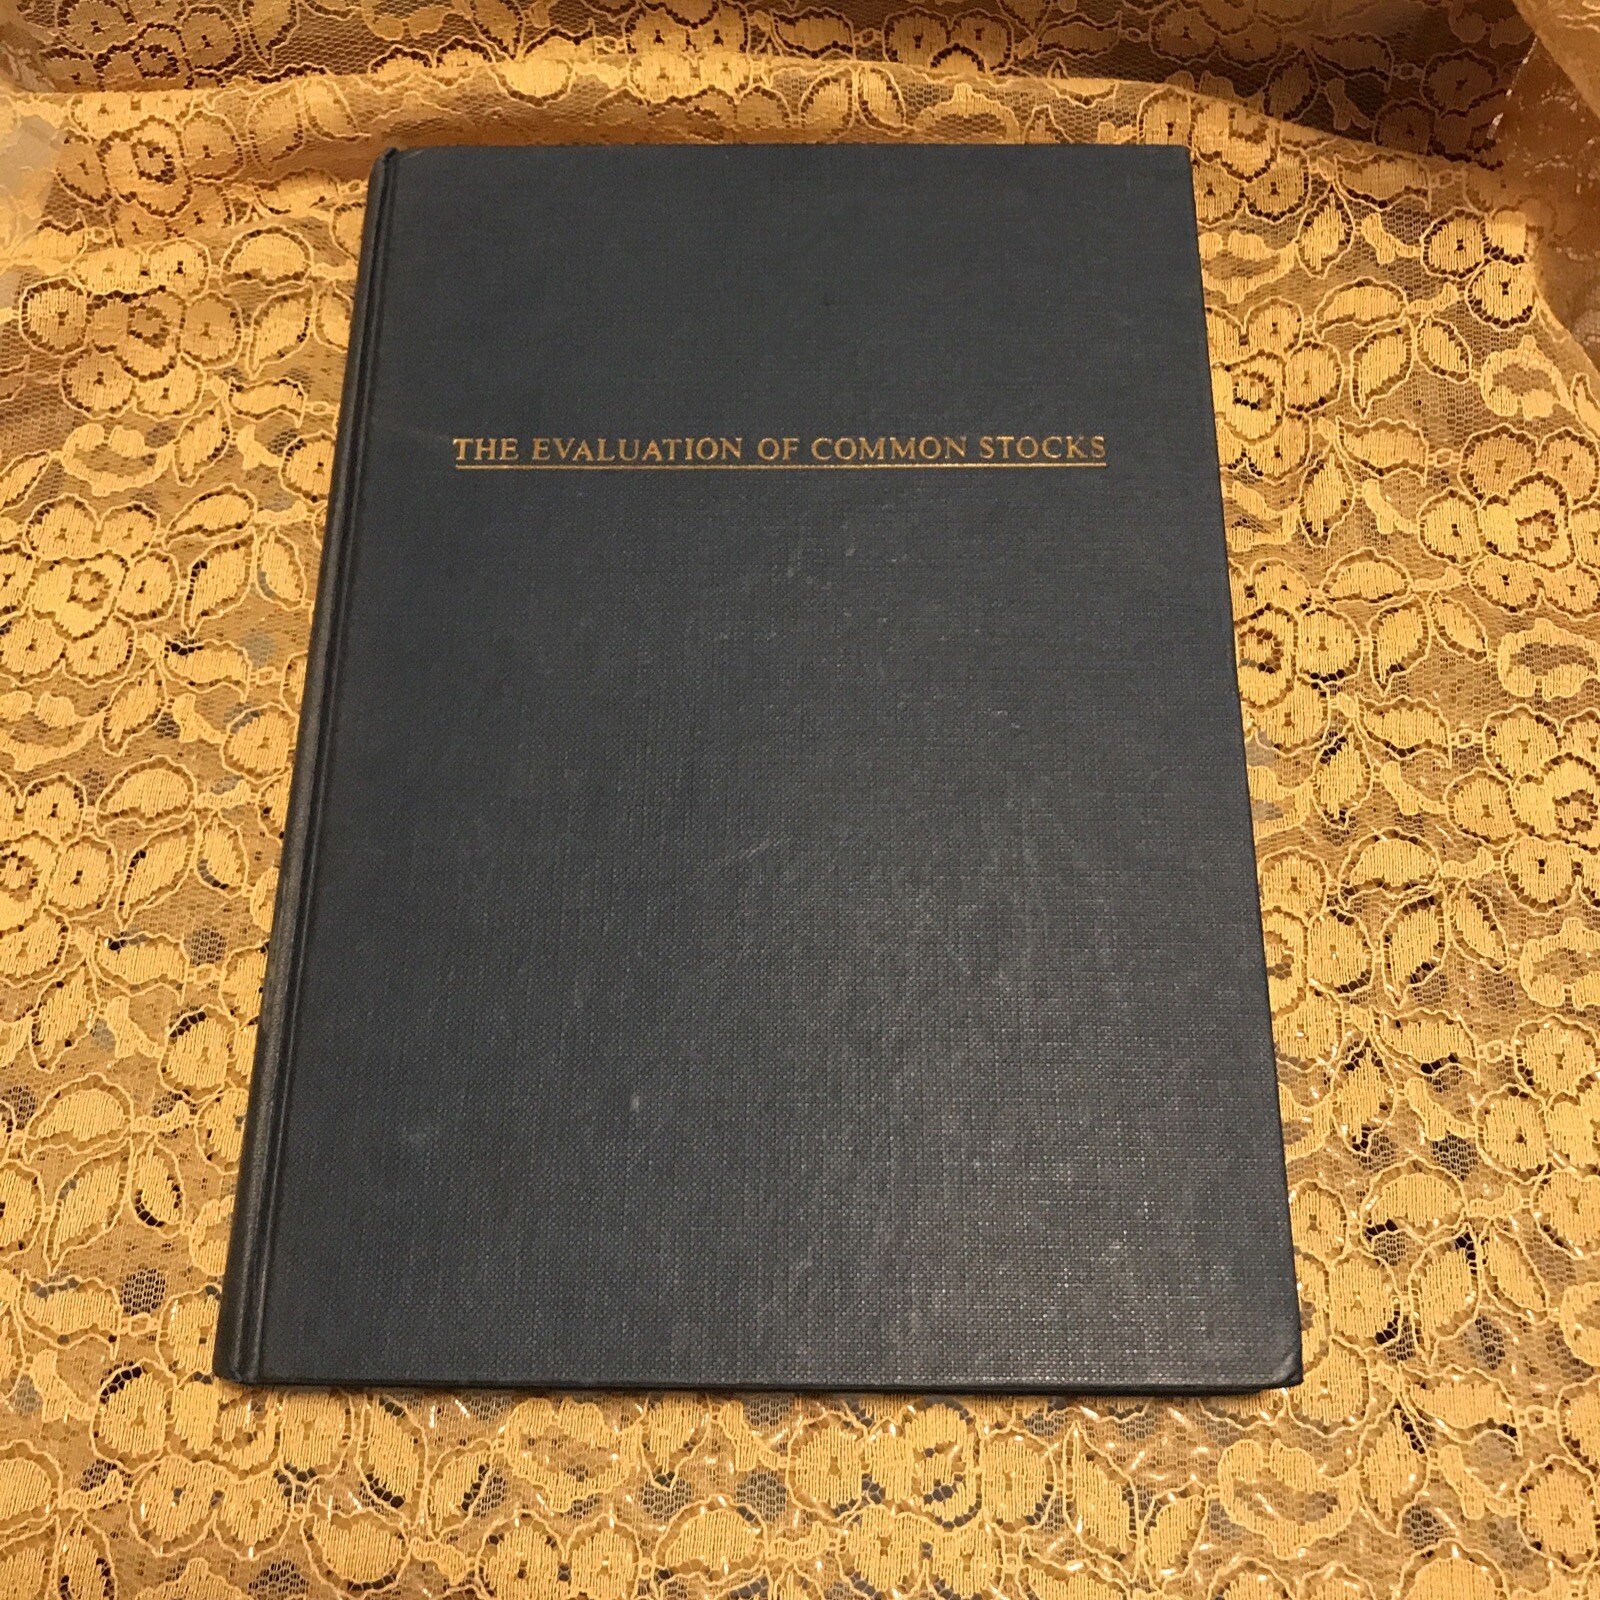 THE EVALUATION OF COMMON STOCKS